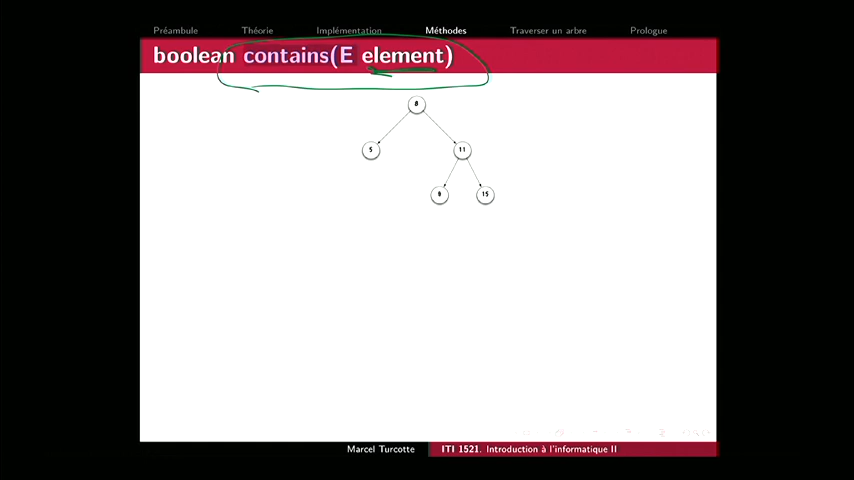 Préambule Théorie Implémentation Méthodes Traverser un arbre Prologue
boolean contains(E element)
8
5 11
9 15
Marcel Turcotte ITI 1521. Introduction à l'informatique II